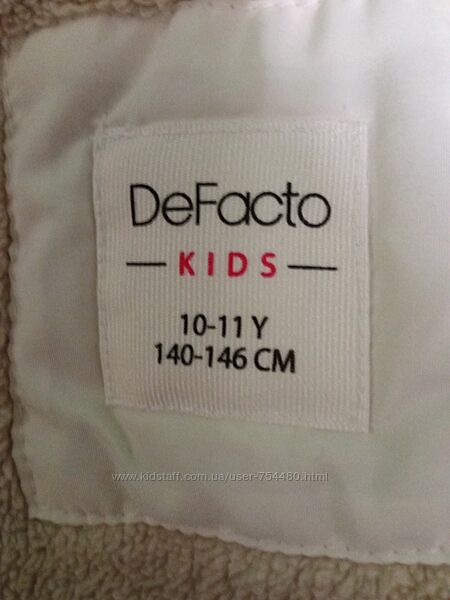 DeFacto
KIDS
10-11 Y
140-146 CM
www.kidstaff.com.ua/user-754480.html